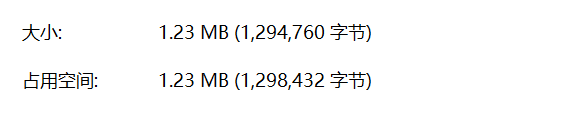 大小: 1.23 MB (1,294,760 字节)
占用空间: 1.23 MB (1,298,432 字节)